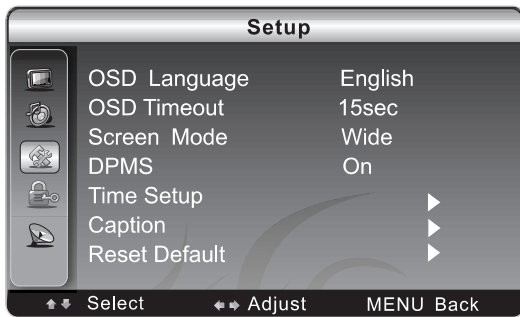 Setup
OSD Language English
OSD Timeout 15sec
Screen Mode Wide
DPMS On
Time Setup
Caption
Reset Default
Select Adjust MENU Back